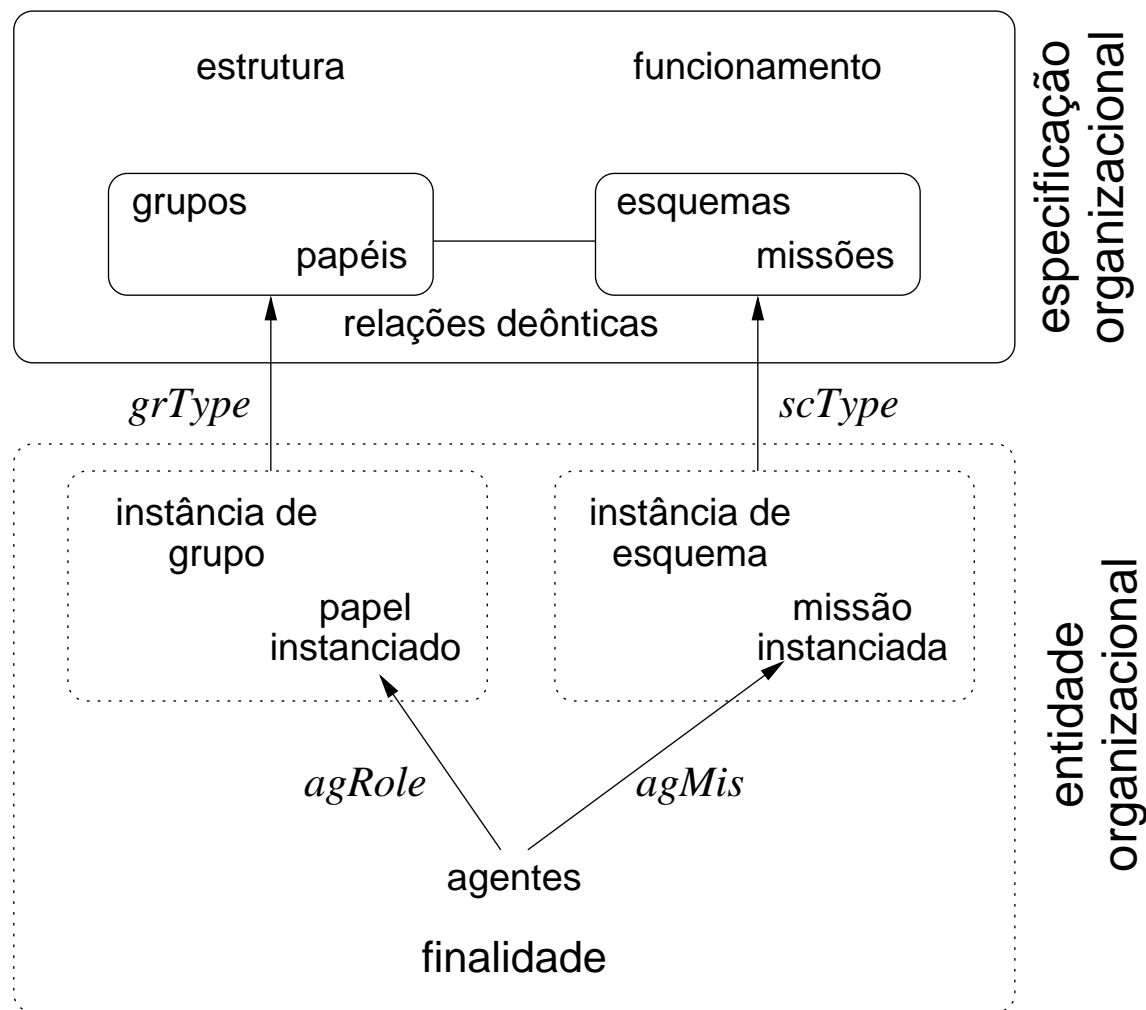 estrutura
funcionamento
grupos
papéis
esquemas
missões
relações deônticas
especificação
organizacional
grType
scType
instância de
grupo
papel
instanciado
instância de
esquema
missão
instanciada
agRole
agMis
agentes
finalidade
entidade
organizacional